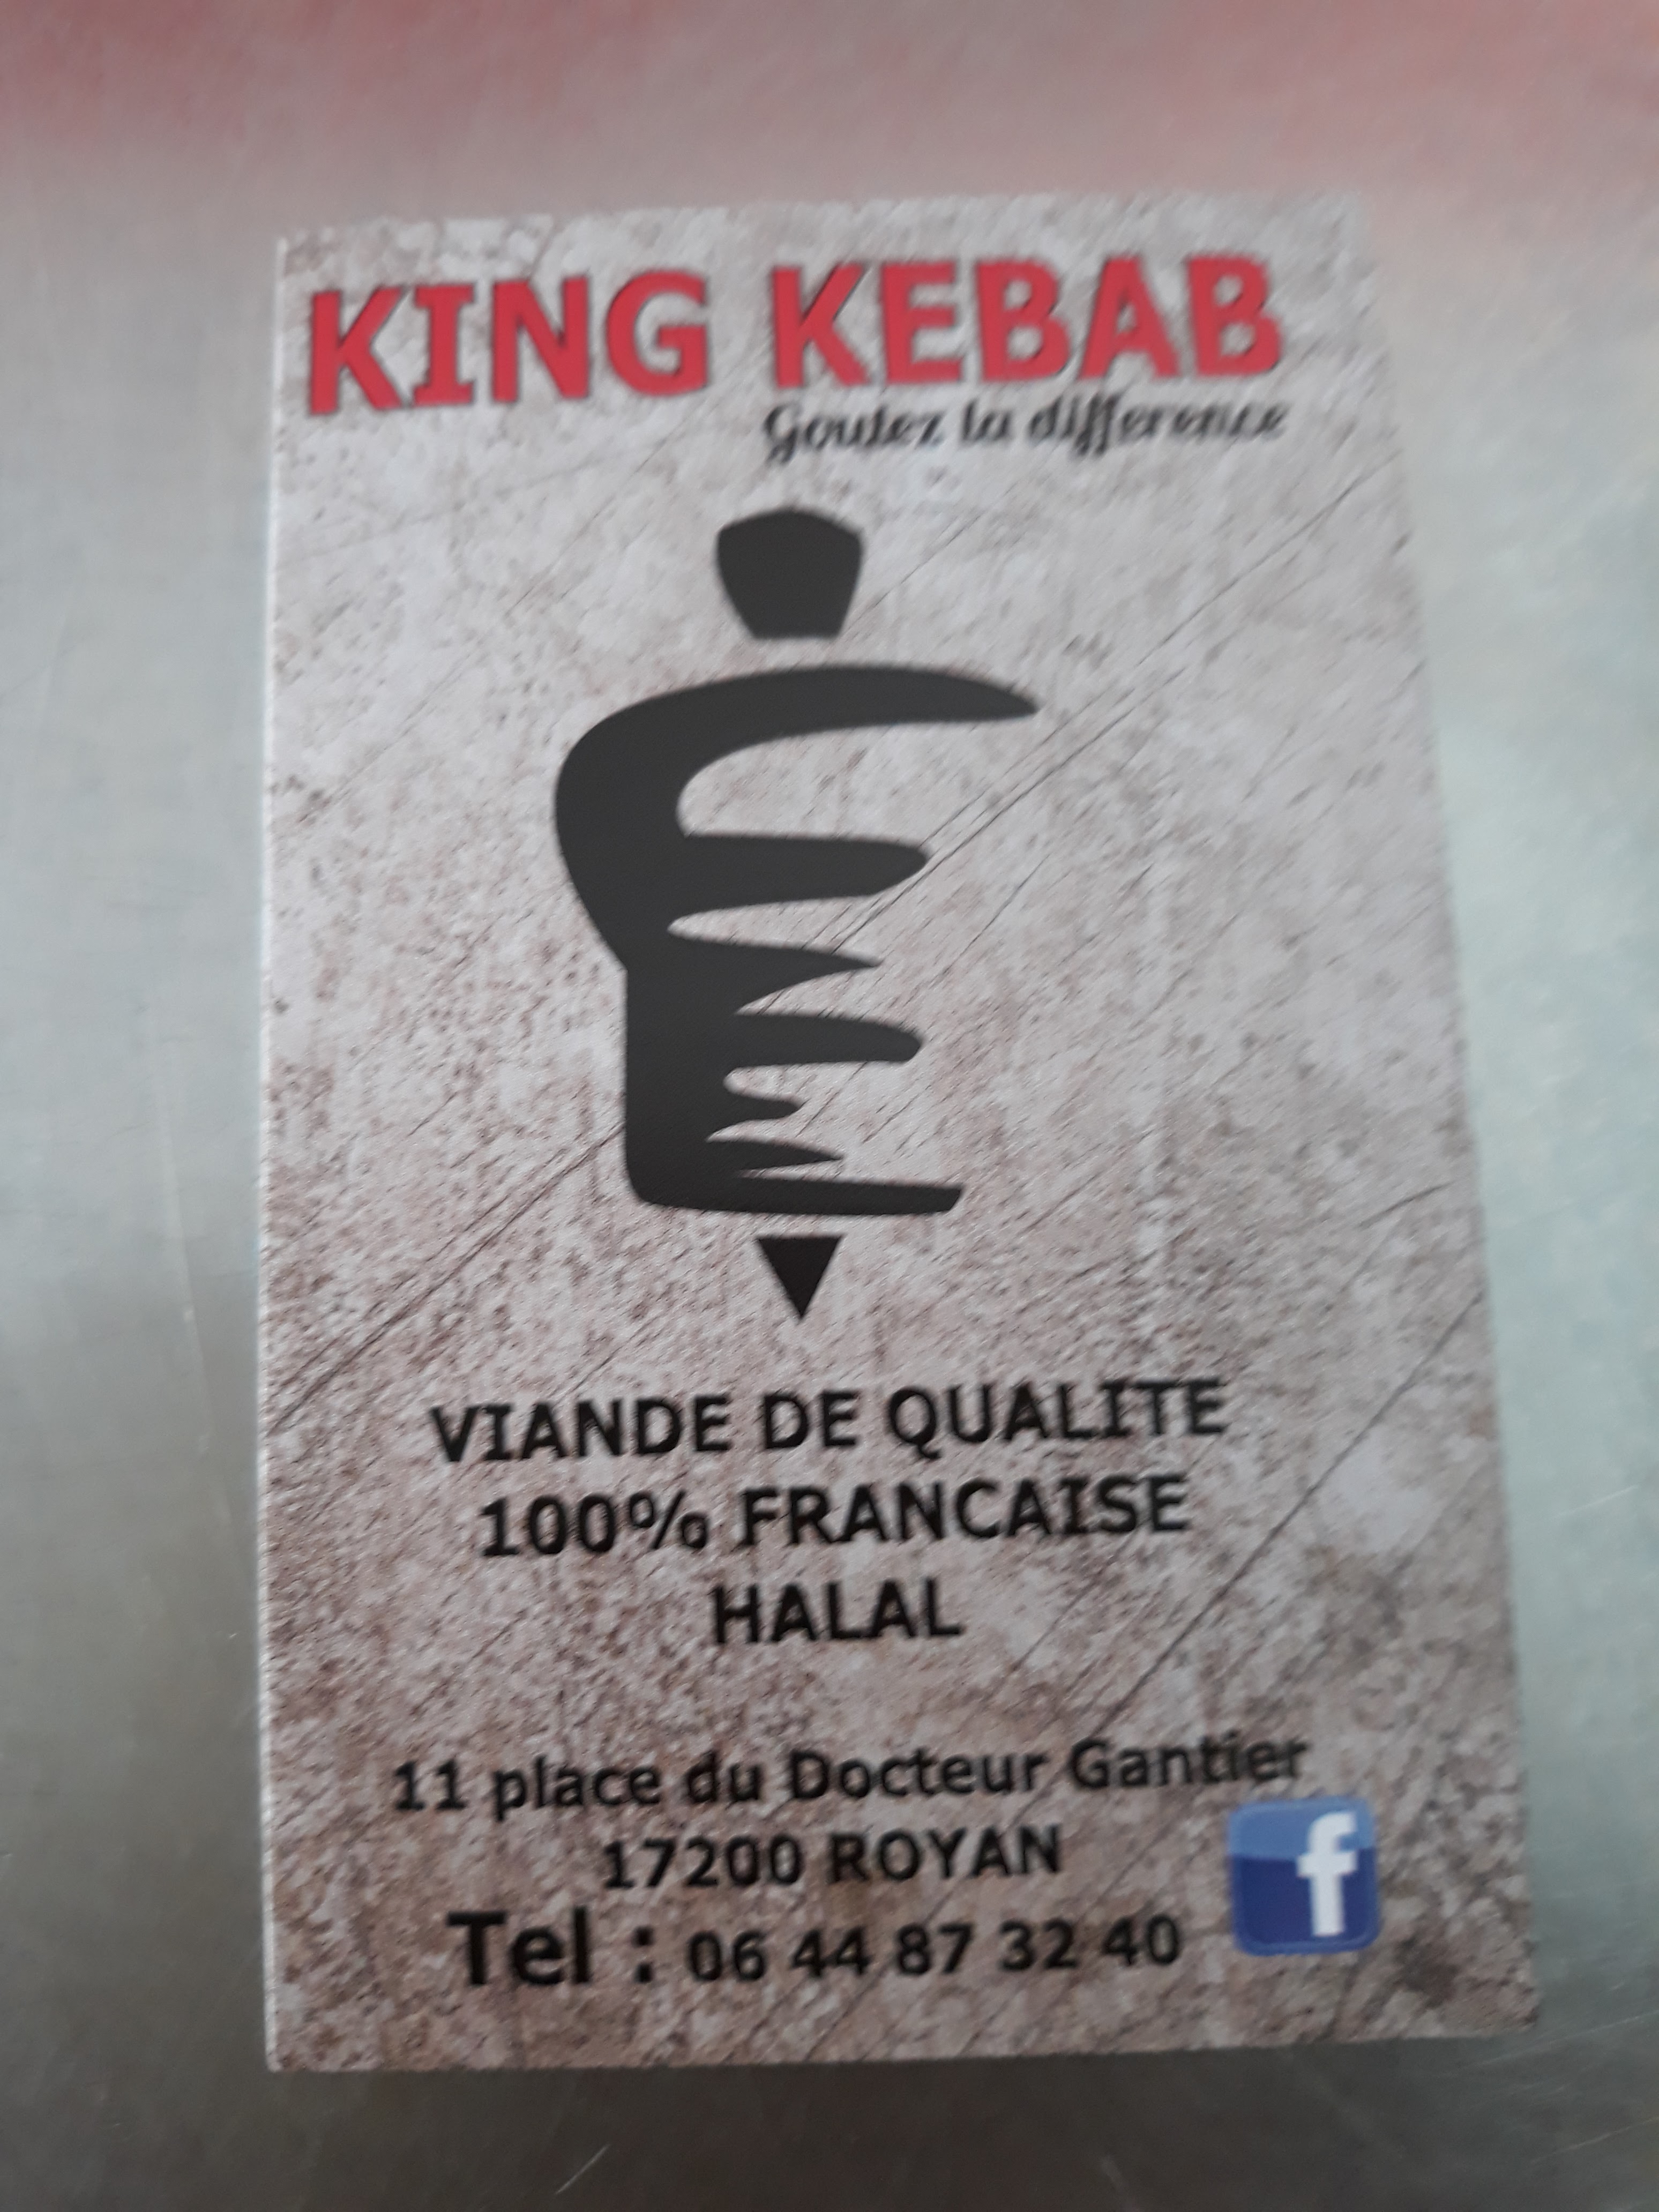 KING KEBAB
Goutez la difference
VIANDE DE QUALITE
100% FRANCAISE
HALAL
11 place du Docteur Gantier
17200 ROYAN
Tel : 06 44 87 32 40
f